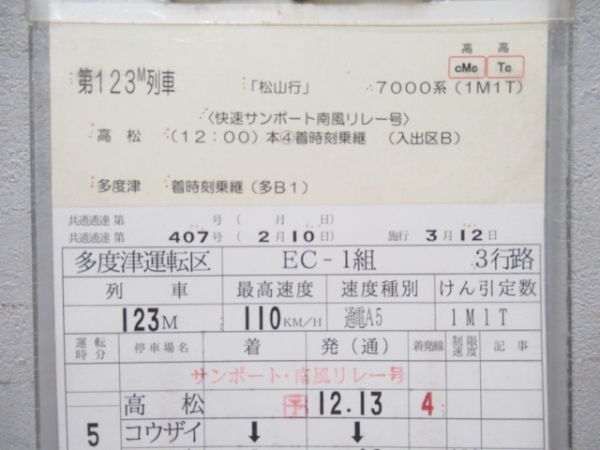 高 高
cMc Tc
第123M列車 「松山行」 7000系(1M1T)
〈快速サンポート南風リレー号〉
高松 (12:00)本④着時刻乗継 (入出区B)
多度津 着時刻乗継(多B1)
共通通達 第 号 ( 月 日)
共通通達 第 407号 ( 2月10日) 施行 3月12日
多度津運転区 EC-1組 3行路
列車 最高速度 速度種別 けん引定数
123M 110KM/H 通電A5 1M1T
運転時分 停車場名 着 発(通) 着発線 制限速度 記事
サンポート・南風リレー号
高松 予 12.13 4
5 コウザイ ↓ ↓